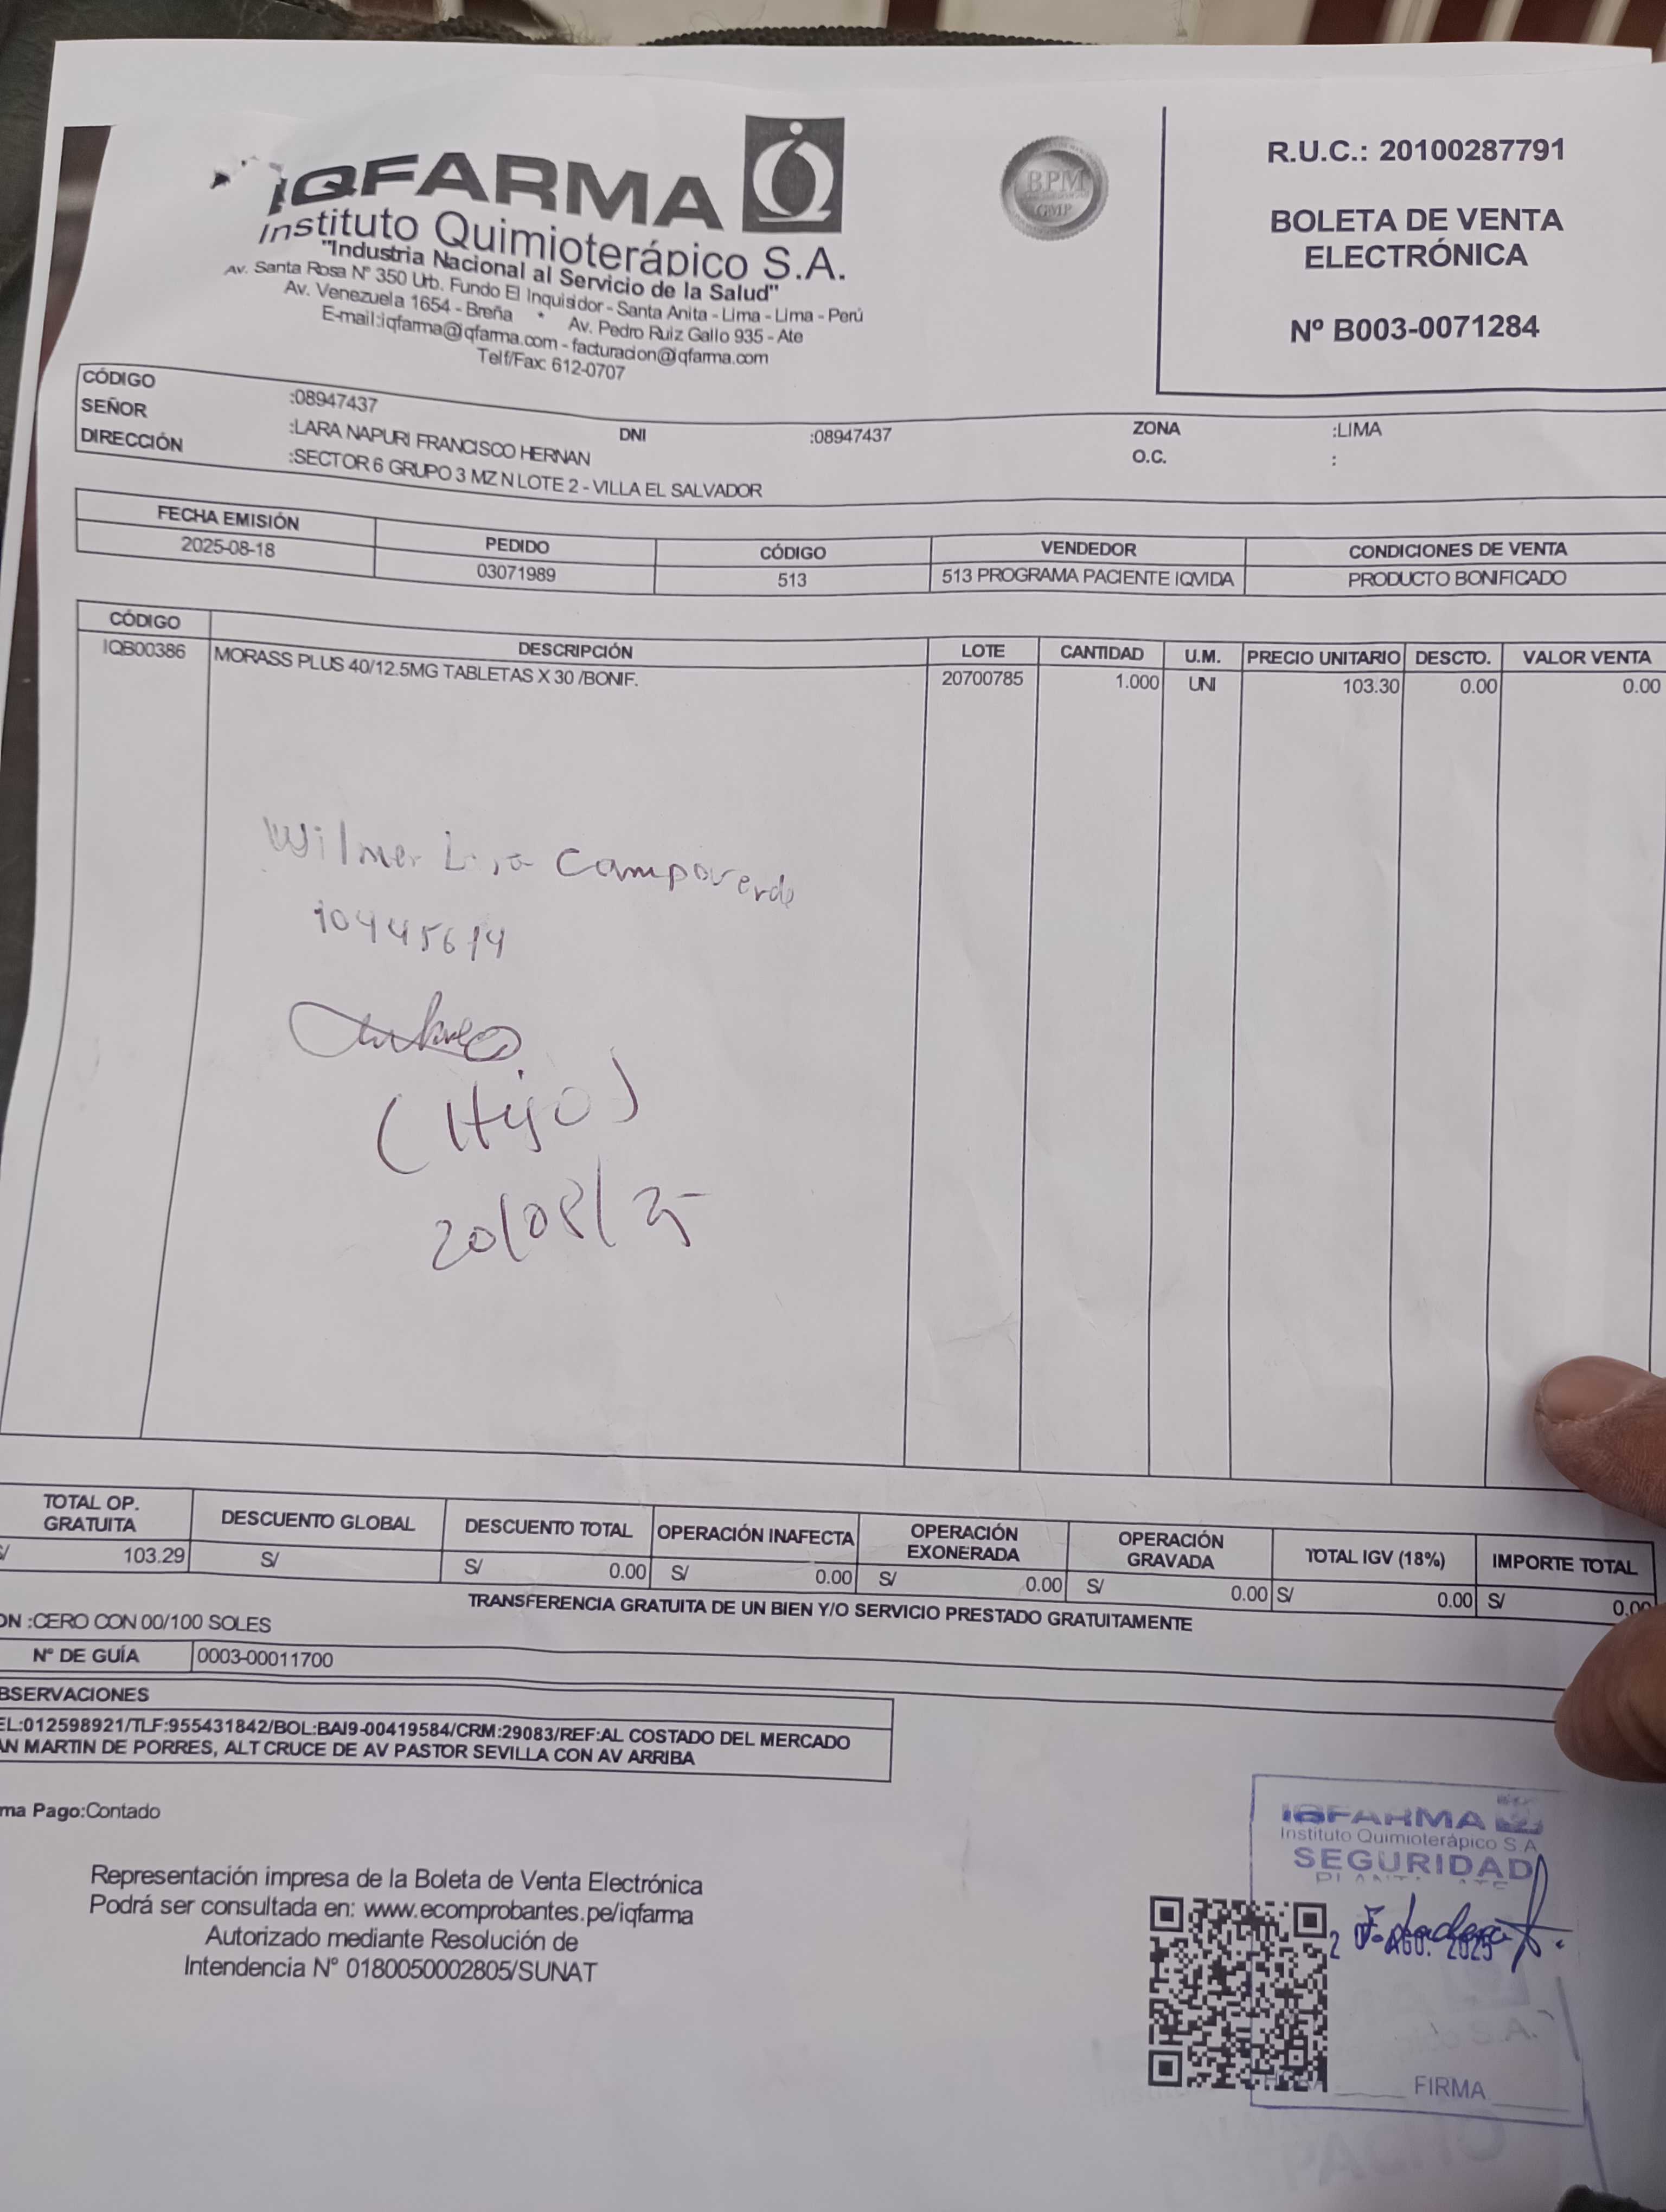 IQFARMA
Instituto Quimioterápico S.A.
"Industria Nacional al Servicio de la Salud"
Av. Santa Rosa N° 350 Urb. Fundo El Inquisidor - Santa Anita - Lima - Lima - Perú
Av. Venezuela 1654 - Breña * Av. Pedro Ruiz Gallo 935 - Ate
E-mail:iqfarma@iqfarma.com - facturacion@iqfarma.com
Telf/Fax: 612-0707
BPM
GMP
R.U.C.: 20100287791
BOLETA DE VENTA
ELECTRÓNICA
Nº B003-0071284
CÓDIGO :08947437
SEÑOR :LARA NAPURI FRANCISCO HERNAN DNI :08947437 ZONA :LIMA
DIRECCIÓN :SECTOR 6 GRUPO 3 MZ N LOTE 2 - VILLA EL SALVADOR O.C. :
FECHA EMISIÓN PEDIDO CÓDIGO VENDEDOR CONDICIONES DE VENTA
2025-08-18 03071989 513 513 PROGRAMA PACIENTE IQVIDA PRODUCTO BONIFICADO
CÓDIGO DESCRIPCIÓN LOTE CANTIDAD U.M. PRECIO UNITARIO DESCTO. VALOR VENTA
IQB00386 MORASS PLUS 40/12.5MG TABLETAS X 30 /BONIF. 20700785 1.000 UNI 103.30 0.00 0.00
Wilmer Campoverde
10445614
(Hijo)
20/08/25
TOTAL OP. GRATUITA DESCUENTO GLOBAL DESCUENTO TOTAL OPERACIÓN INAFECTA OPERACIÓN EXONERADA OPERACIÓN GRAVADA TOTAL IGV (18%) IMPORTE TOTAL
S/ 103.29 S/ S/ 0.00 S/ 0.00 S/ 0.00 S/ 0.00 S/ 0.00 S/ 0.00
TRANSFERENCIA GRATUITA DE UN BIEN Y/O SERVICIO PRESTADO GRATUITAMENTE
ON :CERO CON 00/100 SOLES
N° DE GUÍA 0003-00011700
BSERVACIONES
EL:012598921/TLF:955431842/BOL:BAI9-00419584/CRM:29083/REF:AL COSTADO DEL MERCADO
AN MARTIN DE PORRES, ALT CRUCE DE AV PASTOR SEVILLA CON AV ARRIBA
ma Pago:Contado
Representación impresa de la Boleta de Venta Electrónica
Podrá ser consultada en: www.ecomprobantes.pe/iqfarma
Autorizado mediante Resolución de
Intendencia N° 0180050002805/SUNAT
IQFARMA
Instituto Quimioterápico S.A.
SEGURIDAD
AGO. 2025
FIRMA